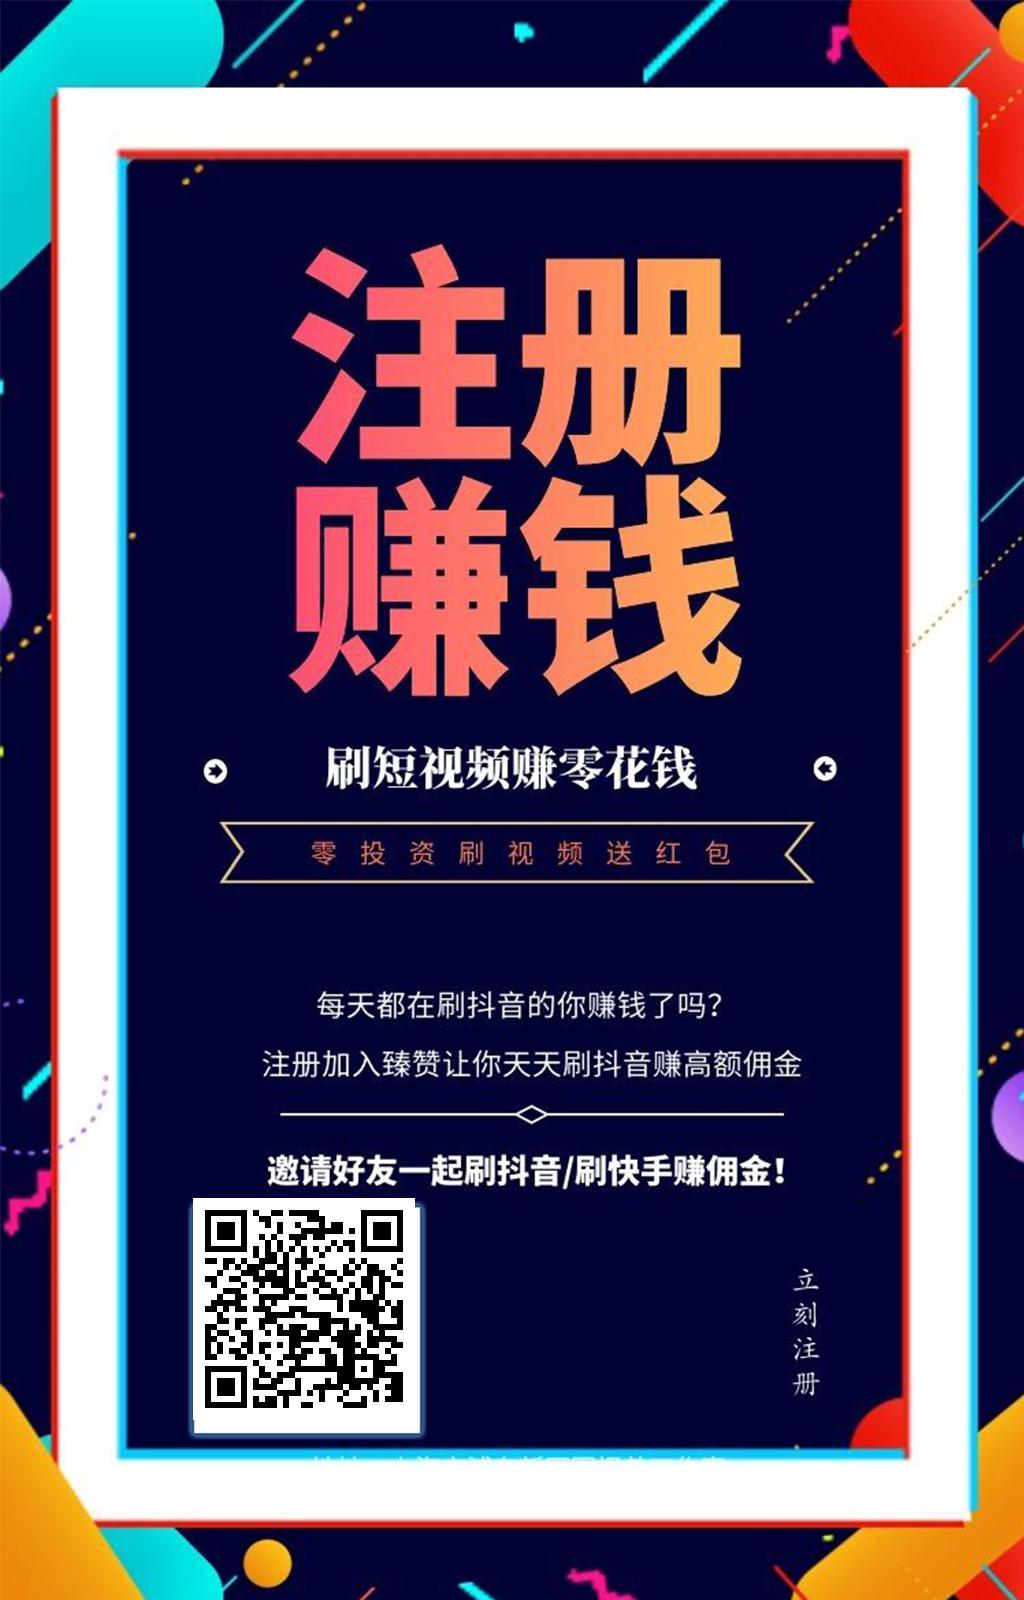 注册
赚钱
刷短视频赚零花钱
零投资刷视频送红包
每天都在刷抖音的你赚钱了吗？
注册加入臻赞让你天天刷抖音赚高额佣金
邀请好友一起刷抖音/刷快手赚佣金！
立刻注册